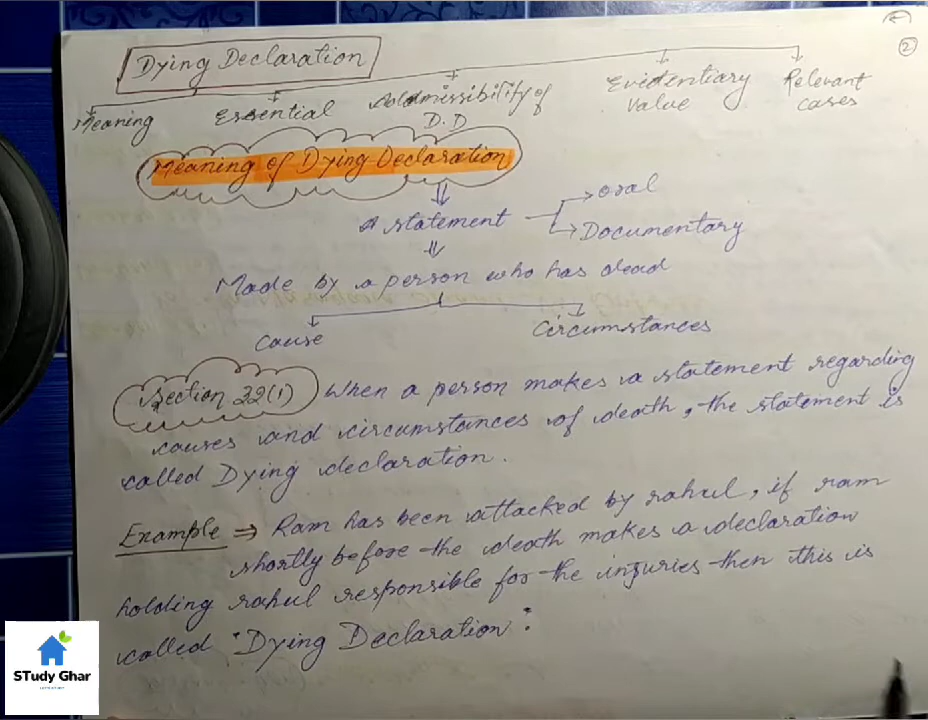 2
Dying Declaration
Meaning
Essential
Addmissibility of
D.D
Evidentiary
Value
Relevant
cases
Meaning of Dying Declaration
A statement
Oral
Documentary
Made by a person who has dead
Cause
Circumstances
Section 32(1) When a person makes a statement regarding
causes and circumstances of death, the statement is
called Dying declaration.
Example ⇒ Ram has been attacked by rahul, if ram
shortly before the death makes a declaration
holding rahul responsible for the injuries then this is
called "Dying Declaration".
STudy Ghar